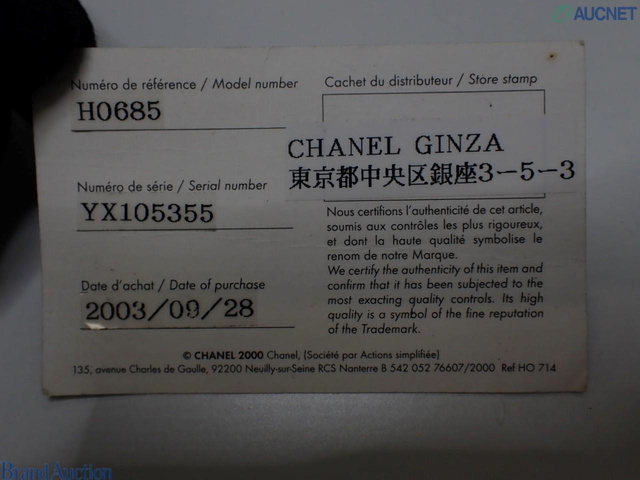 AUCNET
Numéro de référence / Model number
H0685
Numéro de série / Serial number
YX105355
Date d'achat / Date of purchase
2003/09/28
Cachet du distributeur / Store stamp
CHANEL GINZA
東京都中央区銀座3-5-3
Nous certifions l'authenticité de cet article,
soumis aux contrôles les plus rigoureux,
et dont la haute qualité symbolise le
renom de notre Marque.
We certify the authenticity of this item and
confirm that it has been subjected to the
most exacting quality controls. Its high
quality is a symbol of the fine reputation
of the Trademark.
© CHANEL 2000 Chanel, (Société par Actions simplifiée)
135, avenue Charles de Gaulle, 92200 Neuilly-sur-Seine RCS Nanterre B 542 052 76607/2000 Ref HO 714
Brand Auction